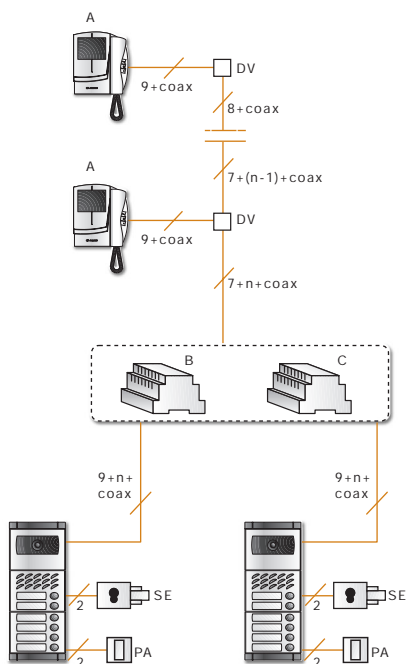 A
DV
9+coax
8+coax
7+(n-1)+coax
A
DV
9+coax
7+n+coax
B
C
9+n+
coax
9+n+
coax
SE
2
SE
2
PA
2
PA
2